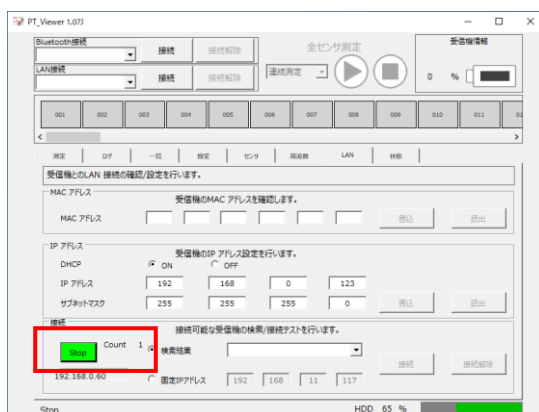 PT_Viewer 1.07J
Bluetooth接続
接続
接続解除
全センサ測定
受信機情報
LAN接続
接続
接続解除
連続測定
0 %
001 002 003 004 005 006 007 008 009 010 011 01
測定 ログ 一覧 設定 センサ 周波数 LAN 状態
受信機とのLAN 接続の確認/設定を行います。
MAC アドレス
受信機のMAC アドレスを確認します。
MAC アドレス
書込 読出
IP アドレス
受信機のIP アドレス設定を行います。
DHCP ON OFF
IP アドレス 192 168 0 123
サブネットマスク 255 255 255 0 書込 読出
接続
接続可能な受信機の検索/接続テストを行います。
Stop Count 1 検索結果
接続 接続解除
192.168.0.60 固定IPアドレス 192 168 11 117
Stop HDD 65 %